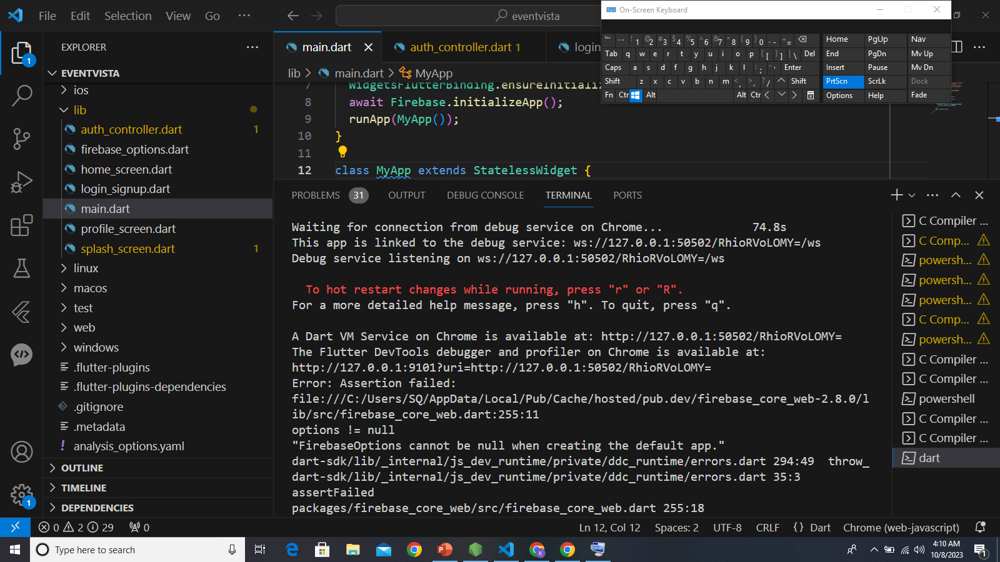 File Edit Selection View Go ···
eventvista
On-Screen Keyboard
EXPLORER
EVENTVISTA
ios
lib
auth_controller.dart 1
firebase_options.dart
home_screen.dart
login_signup.dart
main.dart
profile_screen.dart
splash_screen.dart 1
linux
macos
test
web
windows
.flutter-plugins
.flutter-plugins-dependencies
.gitignore
.metadata
analysis_options.yaml
OUTLINE
TIMELINE
DEPENDENCIES
1
1
main.dart
auth_controller.dart 1
login
lib > main.dart > MyApp
7 WidgetsFlutterBinding.ensureInitializ
8 await Firebase.initializeApp();
9 runApp(MyApp());
10 }
11
12 class MyApp extends StatelessWidget {
Esc ~ ` ! 1 @ 2 # 3 $ 4 % 5 ^ 6 & 7 * 8 ( 9 ) 0 _ - + = Home PgUp Nav
Tab q w e r t y u i o p { [ } ] | \ Del End PgDn Mv Up
Caps a s d f g h j k l : ; " ' Enter Insert Pause Mv Dn
Shift z x c v b n m < , > . ? / Shift PrtScn ScrLk Dock
Fn Ctr Alt Alt Ctr Options Help Fade
PROBLEMS 31 OUTPUT DEBUG CONSOLE TERMINAL PORTS
Waiting for connection from debug service on Chrome... 74.8s
This app is linked to the debug service: ws://127.0.0.1:50502/RhioRVoLOMY=/ws
Debug service listening on ws://127.0.0.1:50502/RhioRVoLOMY=/ws
To hot restart changes while running, press "r" or "R".
For a more detailed help message, press "h". To quit, press "q".
A Dart VM Service on Chrome is available at: http://127.0.0.1:50502/RhioRVoLOMY=
The Flutter DevTools debugger and profiler on Chrome is available at:
http://127.0.0.1:9101?uri=http://127.0.0.1:50502/RhioRVoLOMY=
Error: Assertion failed:
file:///C:/Users/SQ/AppData/Local/Pub/Cache/hosted/pub.dev/firebase_core_web-2.8.0/l
ib/src/firebase_core_web.dart:255:11
options != null
"FirebaseOptions cannot be null when creating the default app."
dart-sdk/lib/_internal/js_dev_runtime/private/ddc_runtime/errors.dart 294:49 throw_
dart-sdk/lib/_internal/js_dev_runtime/private/ddc_runtime/errors.dart 35:3
assertFailed
packages/firebase_core_web/src/firebase_core_web.dart 255:18
C Compiler ...
C Comp...
powersh...
powersh...
powersh...
C Comp...
powersh...
C Compiler ...
C Compiler ...
powershell
C Compiler ...
C Compiler ...
dart
0 2 29 0
Ln 12, Col 12 Spaces: 2 UTF-8 CRLF {} Dart Chrome (web-javascript)
Type here to search
4:10 AM
10/8/2023
1